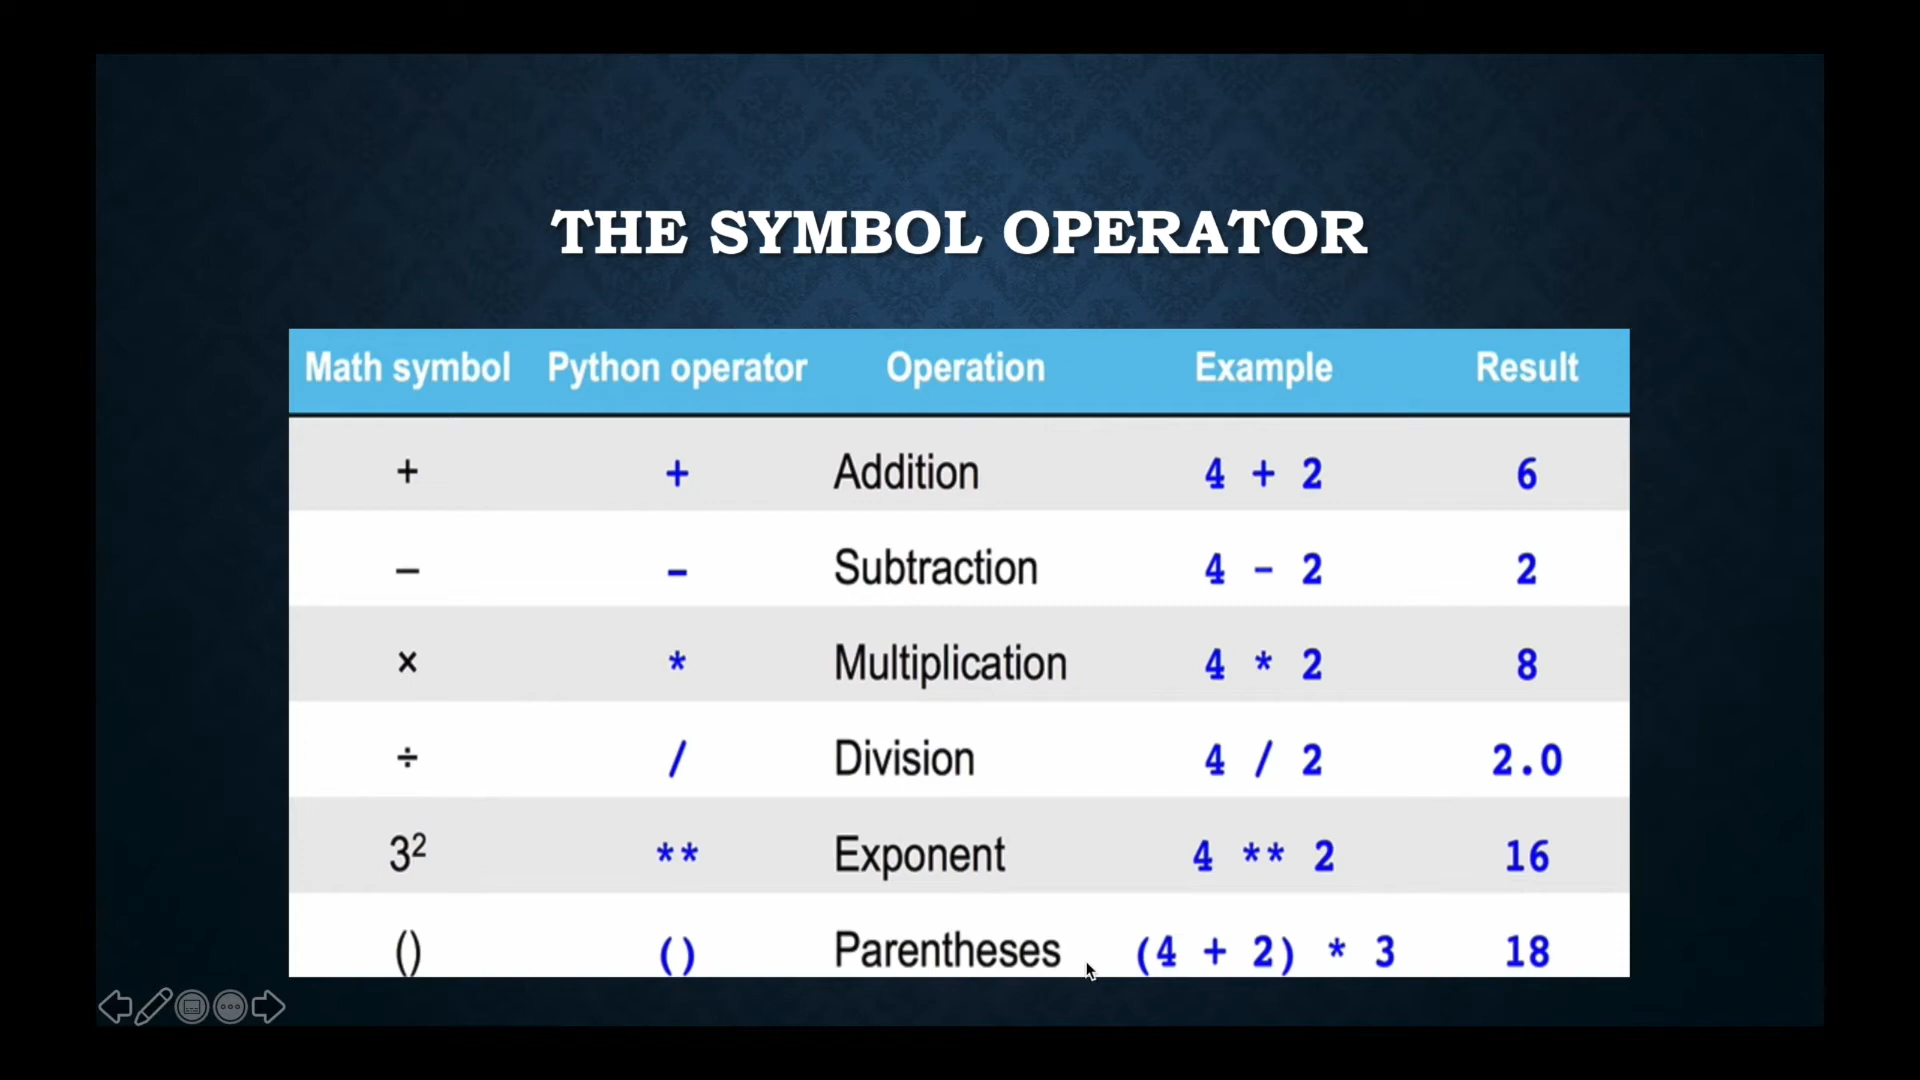 THE SYMBOL OPERATOR
Math symbol Python operator Operation Example Result
+ + Addition 4 + 2 6
– - Subtraction 4 - 2 2
× * Multiplication 4 * 2 8
÷ / Division 4 / 2 2.0
3² ** Exponent 4 ** 2 16
() () Parentheses (4 + 2) * 3 18